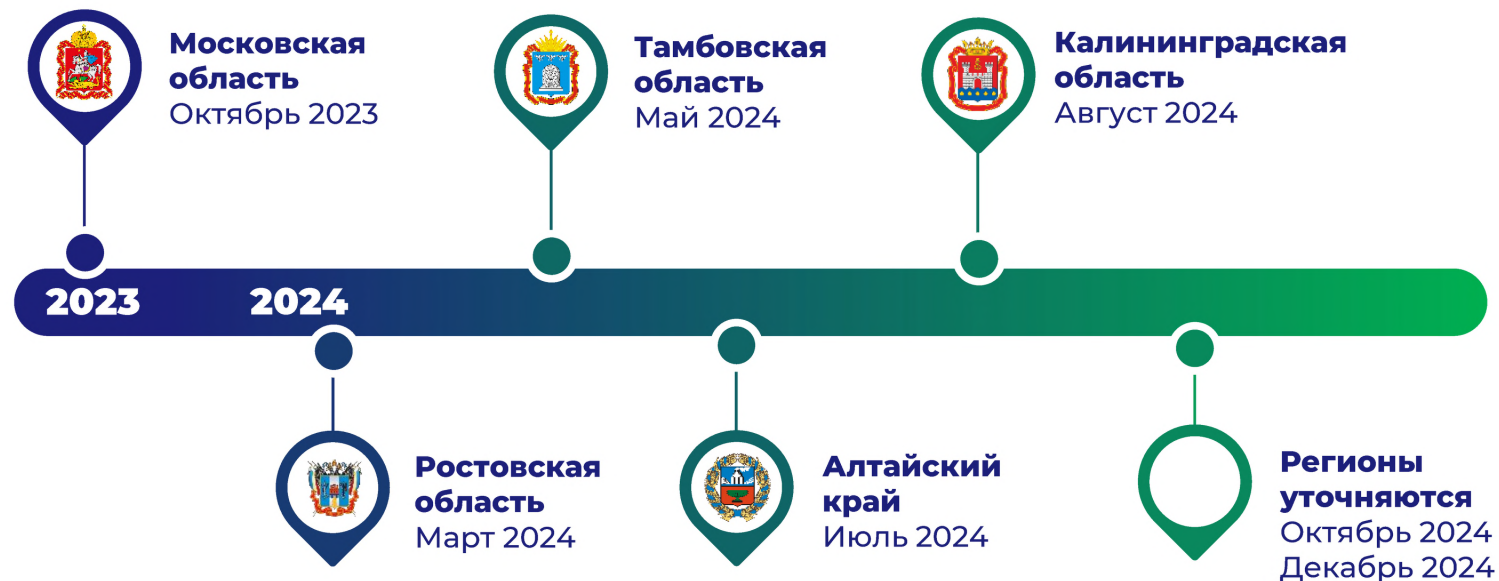 Московская
область
Октябрь 2023
Тамбовская
область
Май 2024
Калининградская
область
Август 2024
2023
2024
Ростовская
область
Март 2024
Алтайский
край
Июль 2024
Регионы
уточняются
Октябрь 2024
Декабрь 2024